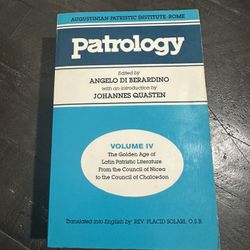 AUGUSTINIAN PATRISTIC INSTITUTE-ROME
Patrology
Edited by
ANGELO DI BERARDINO
with an introduction by
JOHANNES QUASTEN
VOLUME IV
The Golden Age of
Latin Patristic Literature
From the Council of Nicea
to the Council of Chalcedon
Translated into English by REV. PLACID SOLARI, O.S.B.